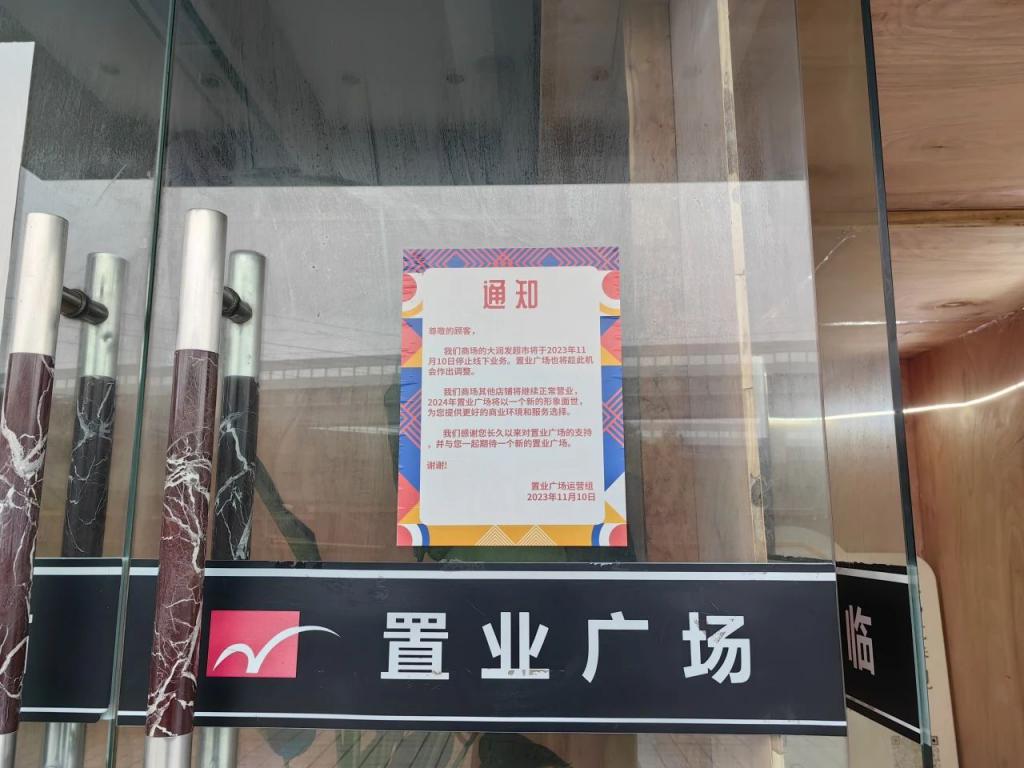 通知
尊敬的顾客，
我们商场的大润发超市将于2023年11
月10日停止线下业务。置业广场也将趁此机
会作出调整。
我们商场其他店铺将继续正常营业，
2024年置业广场将以一个新的形象面世，
为您提供更好的商业环境和服务选择。
我们感谢您长久以来对置业广场的支持
，并与您一起期待一个新的置业广场。
谢谢!
置业广场运营组
2023年11月10日
置业广场
临